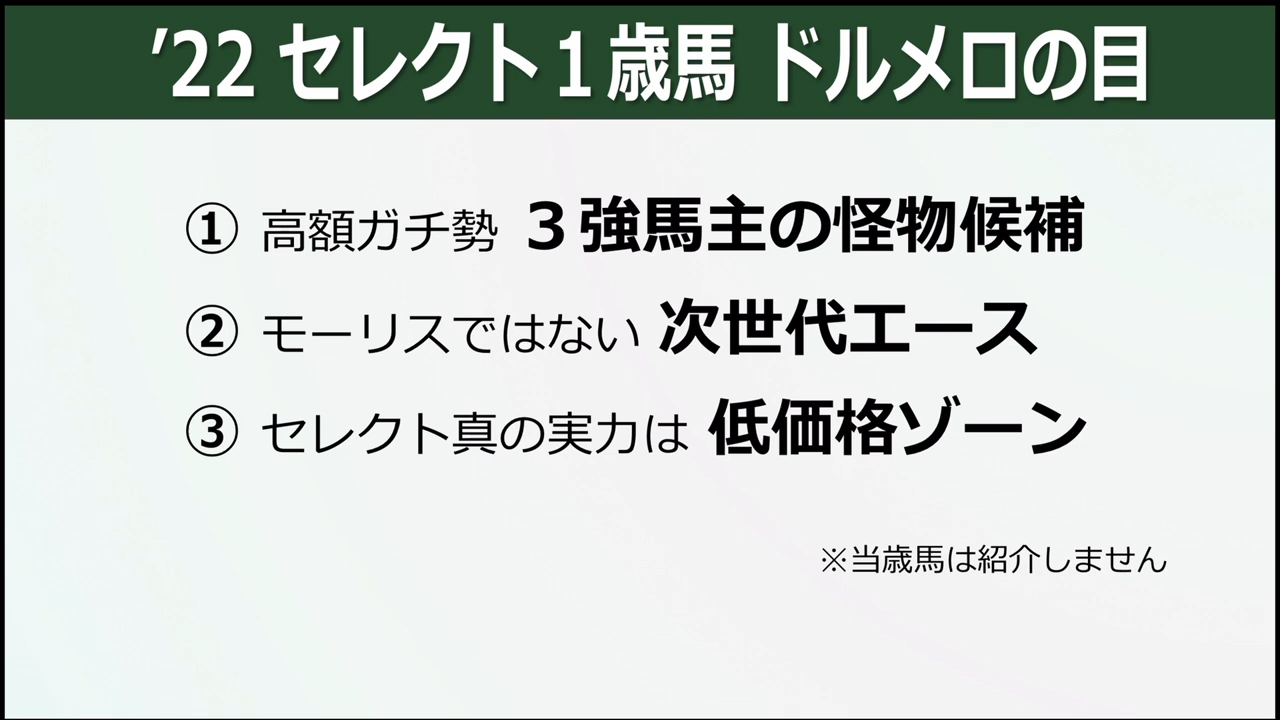 ’22 セレクト１歳馬 ドルメロの目
① 高額ガチ勢 ３強馬主の怪物候補
② モーリスではない 次世代エース
③ セレクト真の実力は 低価格ゾーン
※当歳馬は紹介しません